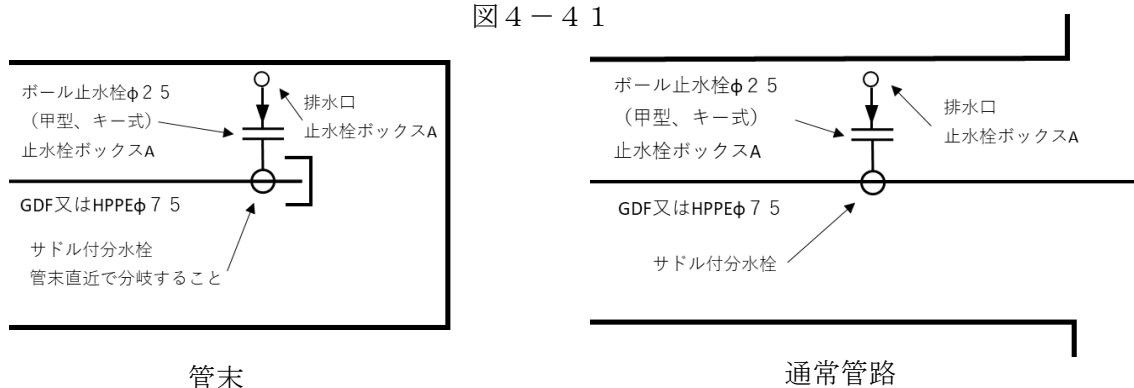 図４－４１
ボール止水栓φ２５
（甲型、キー式）
止水栓ボックスA
排水口
止水栓ボックスA
GDF又はHPPEφ７５
サドル付分水栓
管末直近で分岐すること
管末
ボール止水栓φ２５
（甲型、キー式）
止水栓ボックスA
排水口
止水栓ボックスA
GDF又はHPPEφ７５
サドル付分水栓
通常管路